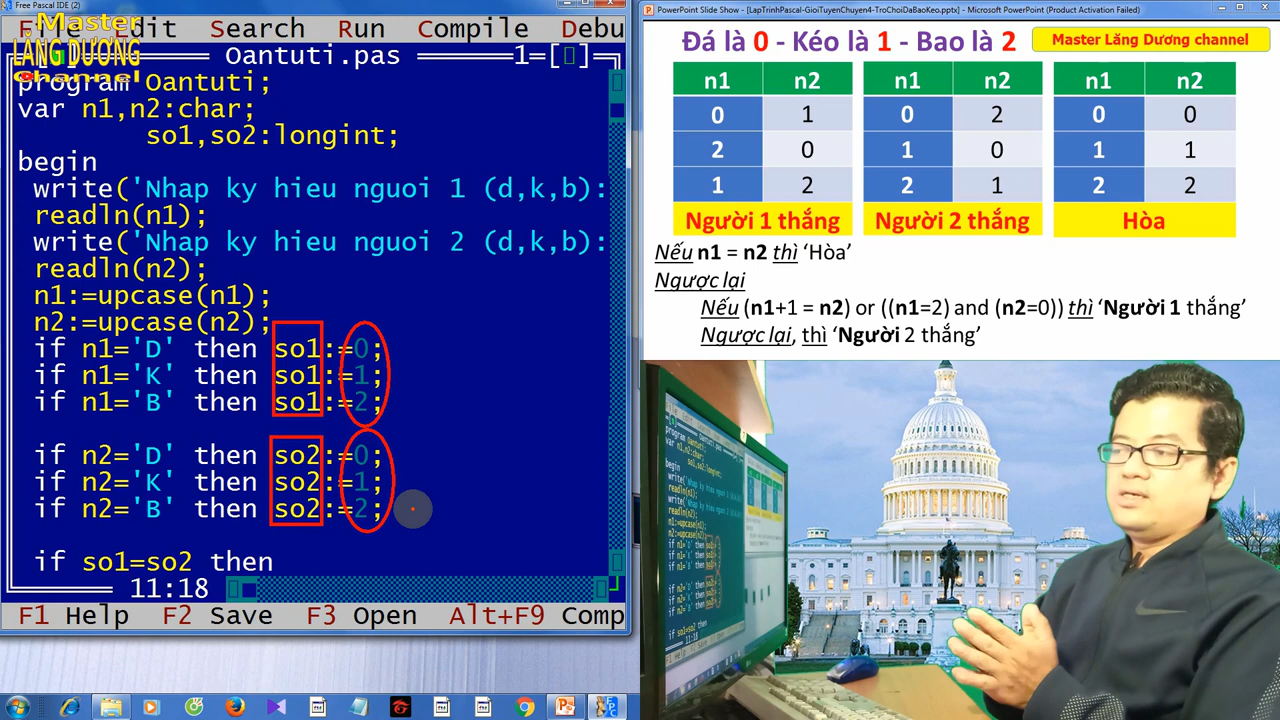 Free Pascal IDE (2)
File Edit Search Run Compile Debu
Master
LĂNG DƯƠNG
Channel
Oantuti.pas 1=[ ]
program Oantuti;
var n1,n2:char;
so1,so2:longint;
begin
write('Nhap ky hieu nguoi 1 (d,k,b):
readln(n1);
write('Nhap ky hieu nguoi 2 (d,k,b):
readln(n2);
n1:=upcase(n1);
n2:=upcase(n2);
if n1='D' then so1:=0;
if n1='K' then so1:=1;
if n1='B' then so1:=2;
if n2='D' then so2:=0;
if n2='K' then so2:=1;
if n2='B' then so2:=2;
if so1=so2 then
11:18
F1 Help F2 Save F3 Open Alt+F9 Comp
PowerPoint Slide Show - [LapTrinhPascal-GioiTuyenChuyen4-TroChoiDaBaoKeo.pptx] - Microsoft PowerPoint (Product Activation Failed)
Đá là 0 - Kéo là 1 - Bao là 2
Master Lăng Dương channel
n1 n2
0 1
2 0
1 2
Người 1 thắng
n1 n2
0 2
1 0
2 1
Người 2 thắng
n1 n2
0 0
1 1
2 2
Hòa
Nếu n1 = n2 thì ‘Hòa’
Ngược lại
Nếu (n1+1 = n2) or ((n1=2) and (n2=0)) thì ‘Người 1 thắng’
Ngược lại, thì ‘Người 2 thắng’